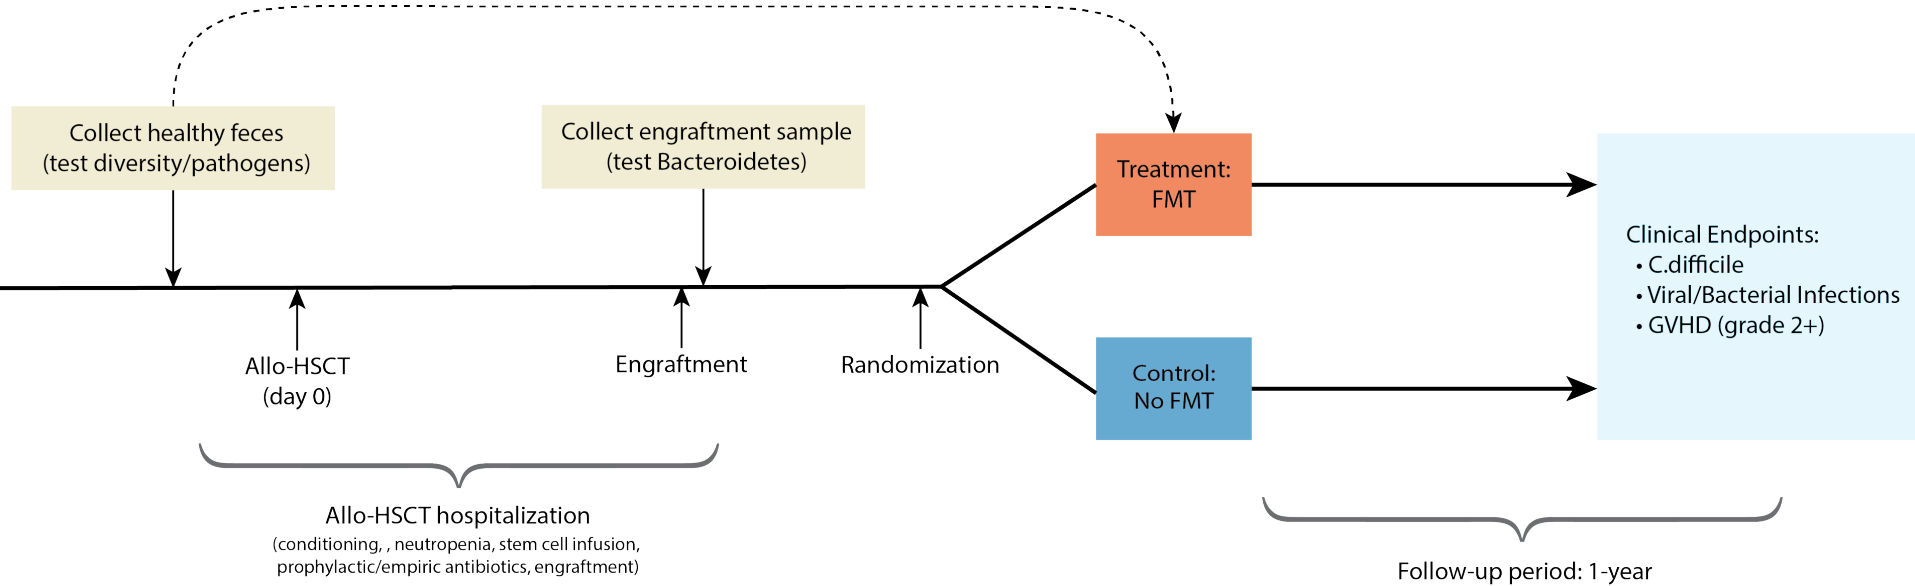 Collect healthy feces
(test diversity/pathogens)
Collect engraftment sample
(test Bacteroidetes)
Allo-HSCT
(day 0)
Engraftment
Randomization
Treatment:
FMT
Control:
No FMT
Clinical Endpoints:
• C.difficile
• Viral/Bacterial Infections
• GVHD (grade 2+)
Allo-HSCT hospitalization
(conditioning, , neutropenia, stem cell infusion,
prophylactic/empiric antibiotics, engraftment)
Follow-up period: 1-year